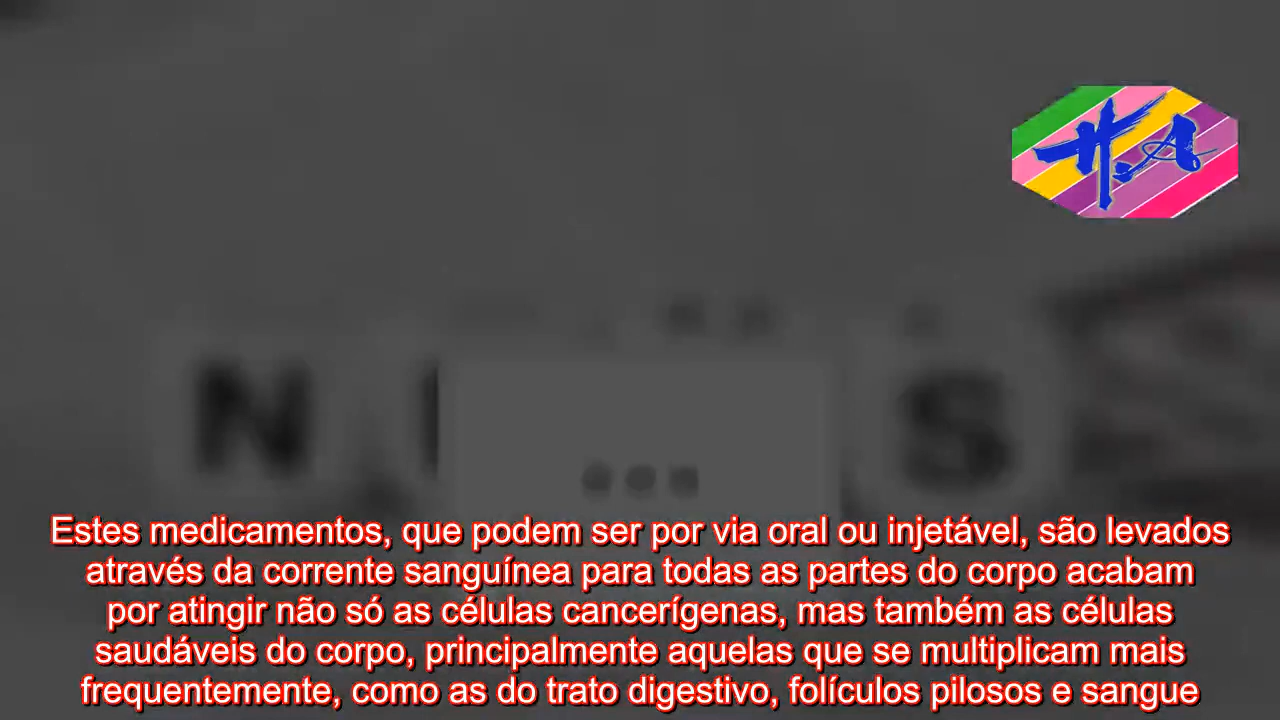 H.A
N
S
Estes medicamentos, que podem ser por via oral ou injetável, são levados
através da corrente sanguínea para todas as partes do corpo acabam
por atingir não só as células cancerígenas, mas também as células
saudáveis do corpo, principalmente aquelas que se multiplicam mais
frequentemente, como as do trato digestivo, folículos pilosos e sangue